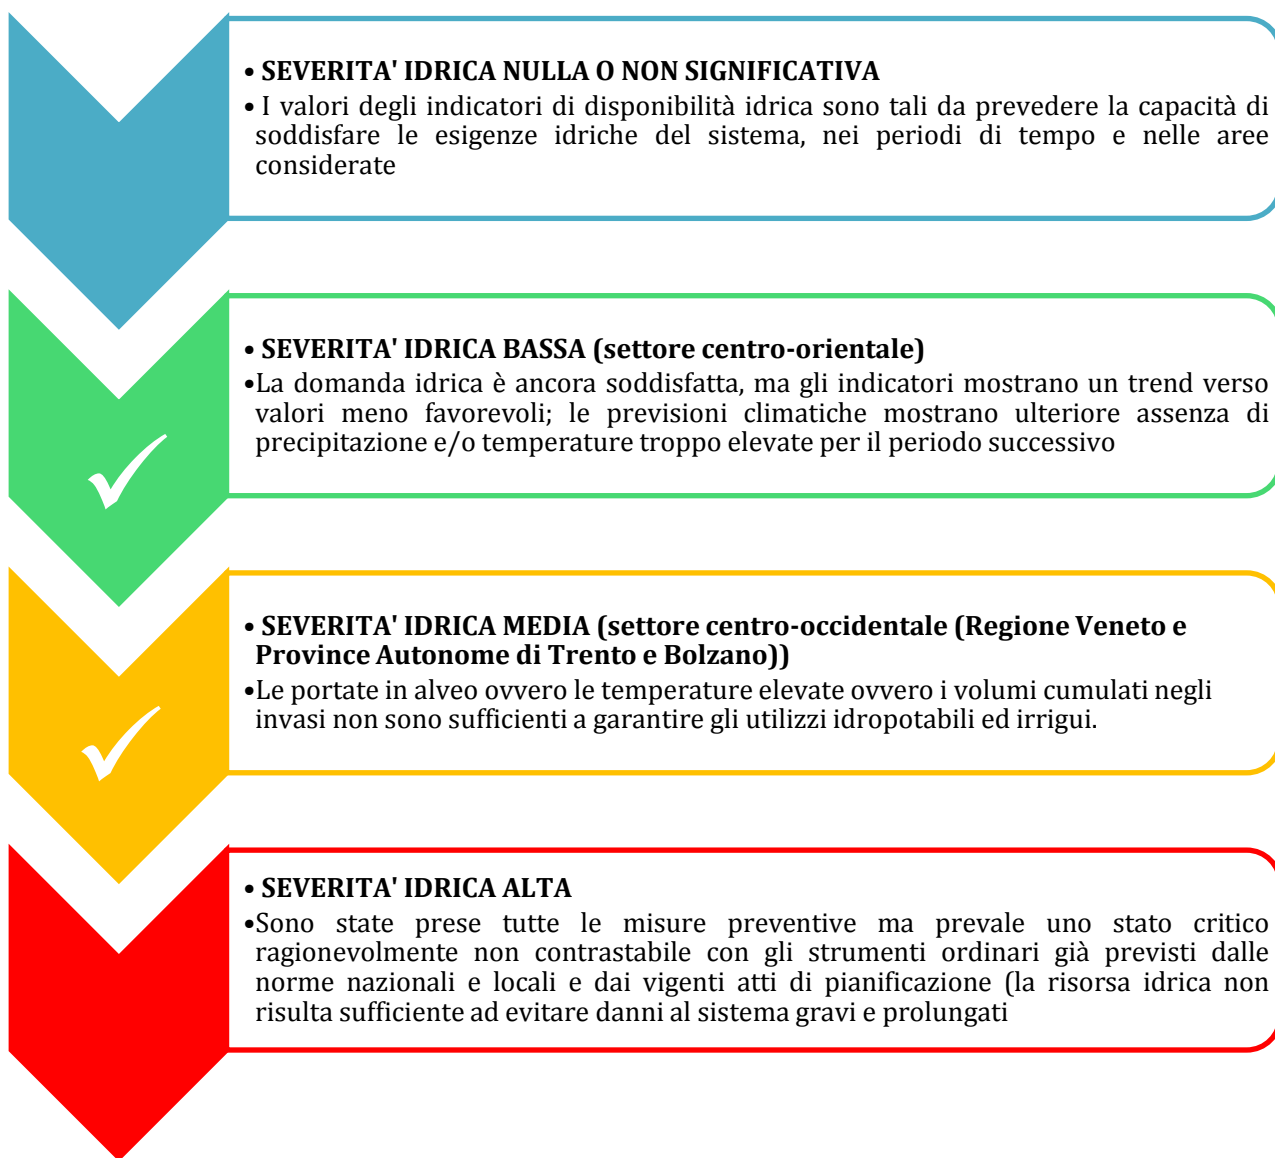 • SEVERITA' IDRICA NULLA O NON SIGNIFICATIVA
• I valori degli indicatori di disponibilità idrica sono tali da prevedere la capacità di
soddisfare le esigenze idriche del sistema, nei periodi di tempo e nelle aree
considerate
• SEVERITA' IDRICA BASSA (settore centro-orientale)
•La domanda idrica è ancora soddisfatta, ma gli indicatori mostrano un trend verso
valori meno favorevoli; le previsioni climatiche mostrano ulteriore assenza di
precipitazione e/o temperature troppo elevate per il periodo successivo
• SEVERITA' IDRICA MEDIA (settore centro-occidentale (Regione Veneto e
Province Autonome di Trento e Bolzano))
•Le portate in alveo ovvero le temperature elevate ovvero i volumi cumulati negli
invasi non sono sufficienti a garantire gli utilizzi idropotabili ed irrigui.
• SEVERITA' IDRICA ALTA
•Sono state prese tutte le misure preventive ma prevale uno stato critico
ragionevolmente non contrastabile con gli strumenti ordinari già previsti dalle
norme nazionali e locali e dai vigenti atti di pianificazione (la risorsa idrica non
risulta sufficiente ad evitare danni al sistema gravi e prolungati